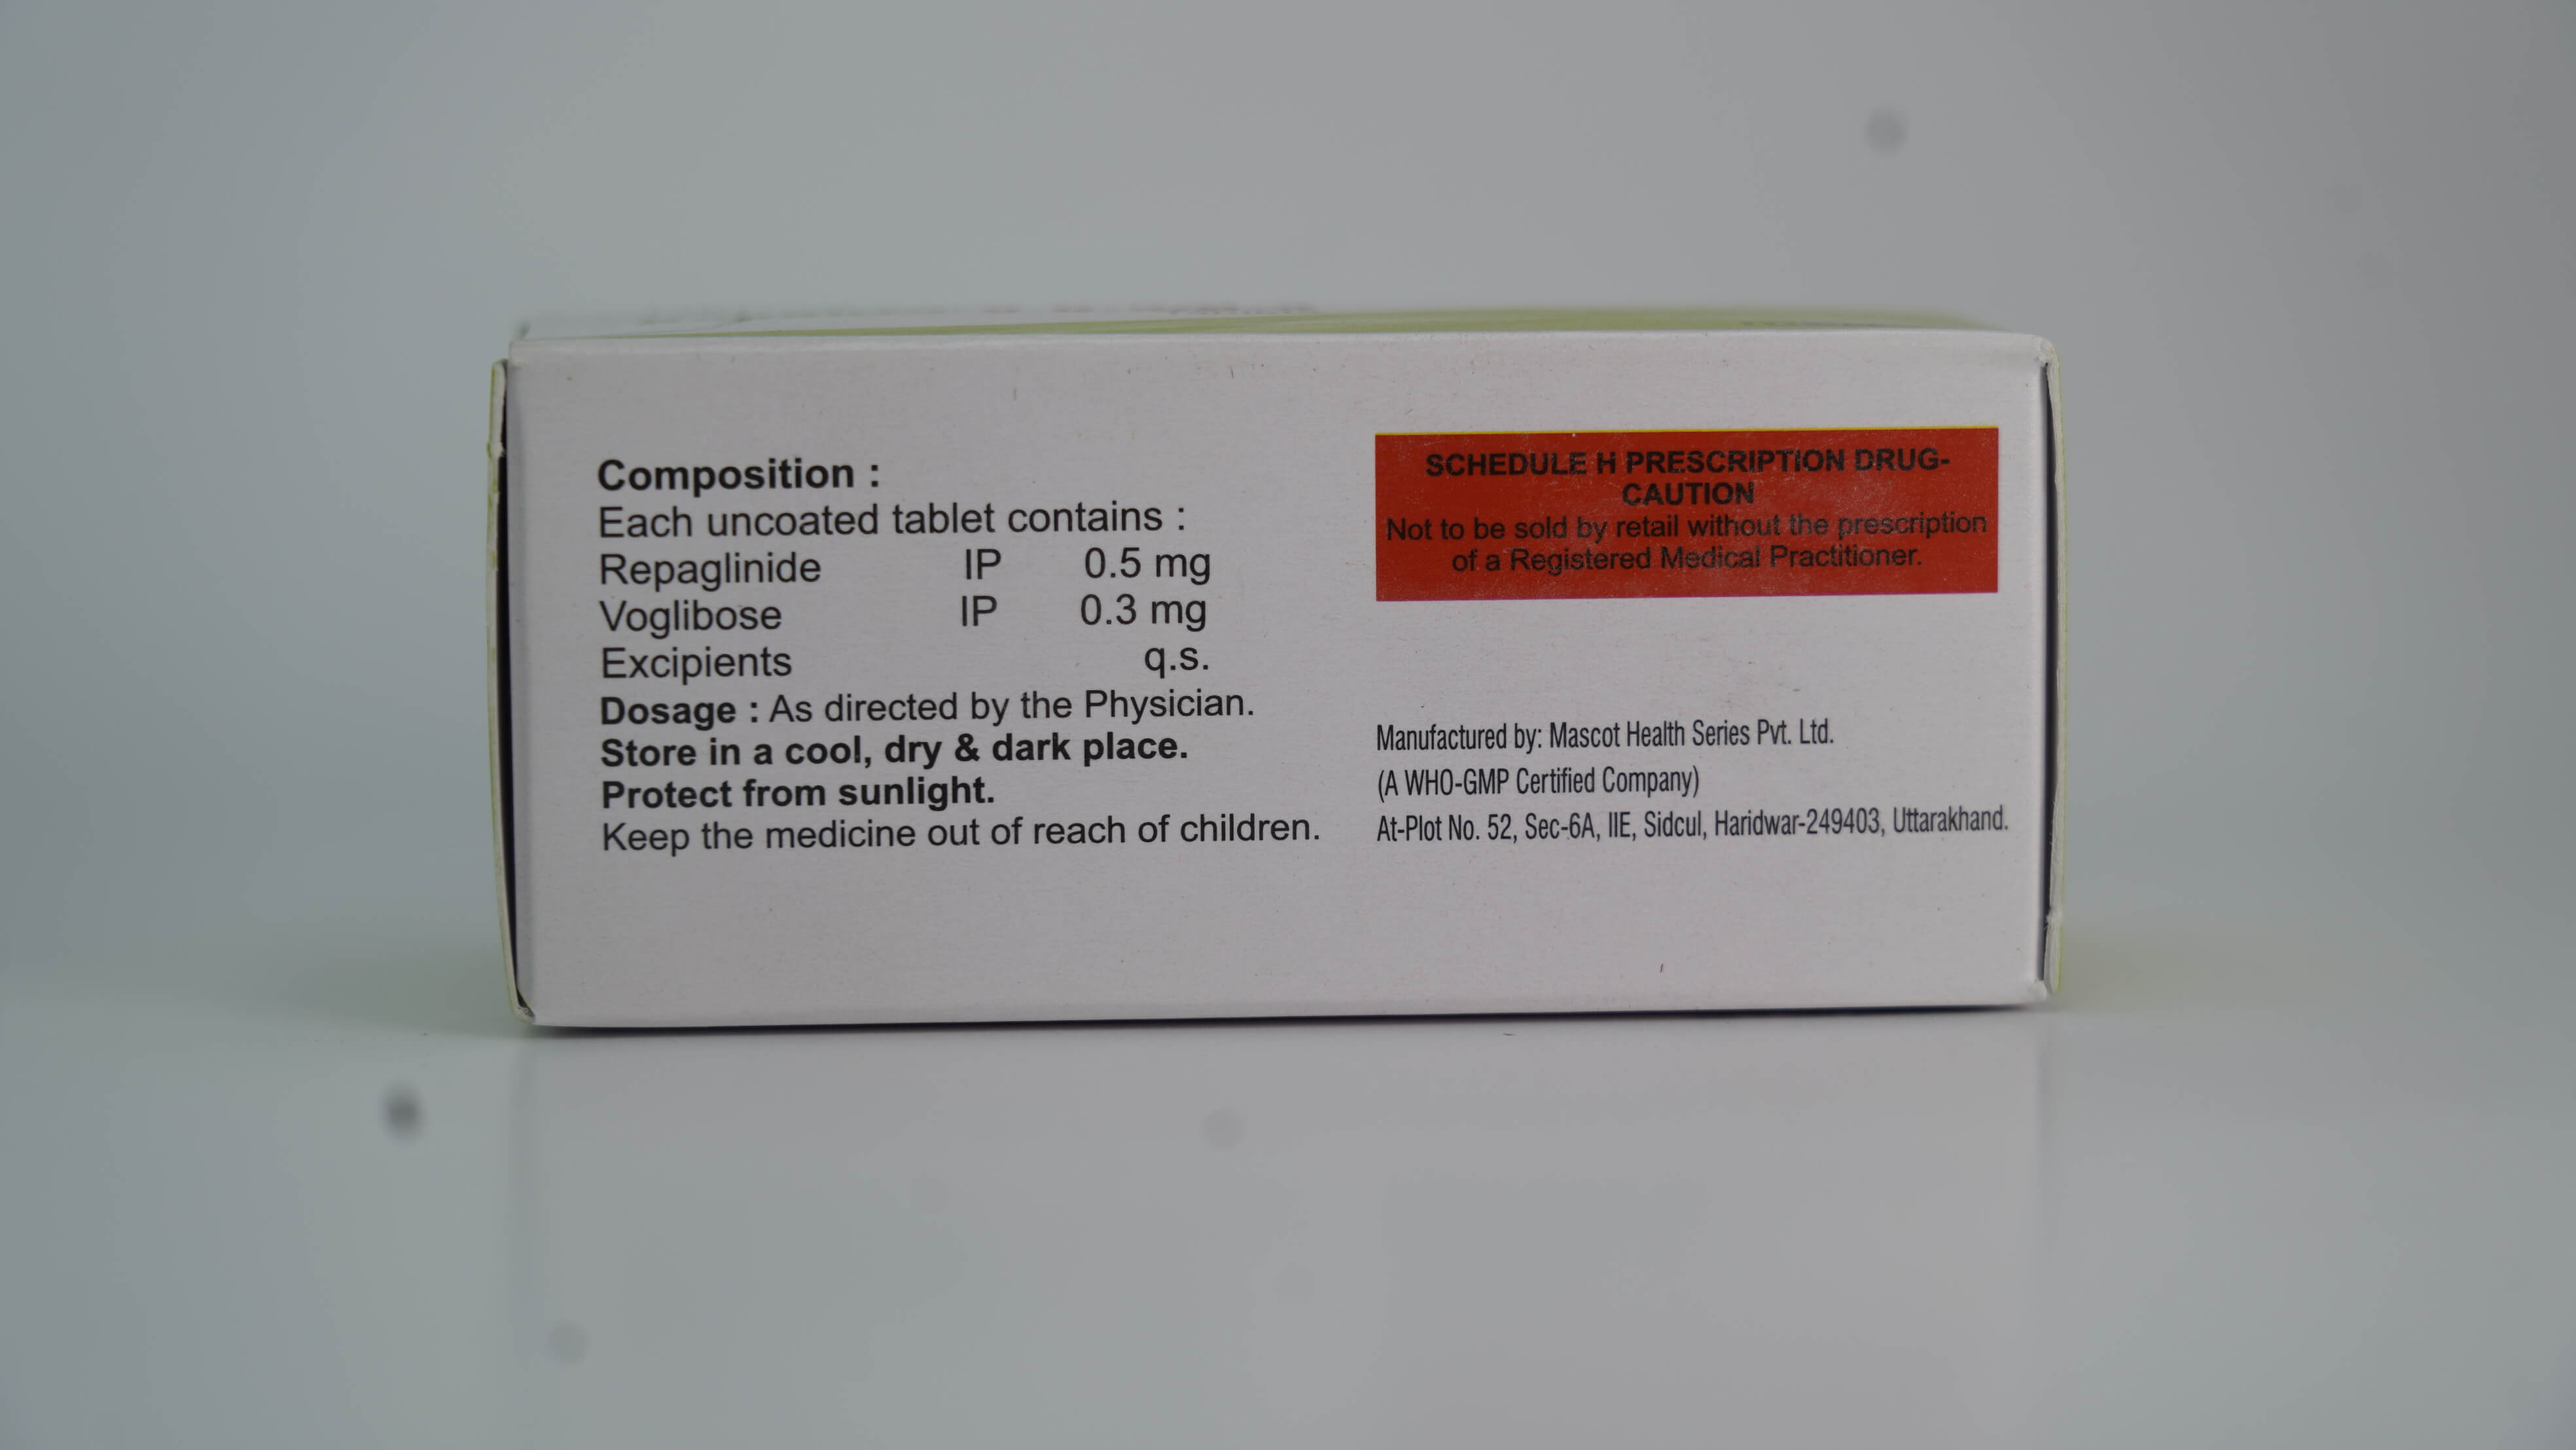 Composition :
Each uncoated tablet contains :
Repaglinide IP 0.5 mg
Voglibose IP 0.3 mg
Excipients q.s.
Dosage : As directed by the Physician.
Store in a cool, dry & dark place.
Protect from sunlight.
Keep the medicine out of reach of children.
SCHEDULE H PRESCRIPTION DRUG-
CAUTION
Not to be sold by retail without the prescription
of a Registered Medical Practitioner.
Manufactured by: Mascot Health Series Pvt. Ltd.
(A WHO-GMP Certified Company)
At-Plot No. 52, Sec-6A, IIE, Sidcul, Haridwar-249403, Uttarakhand.